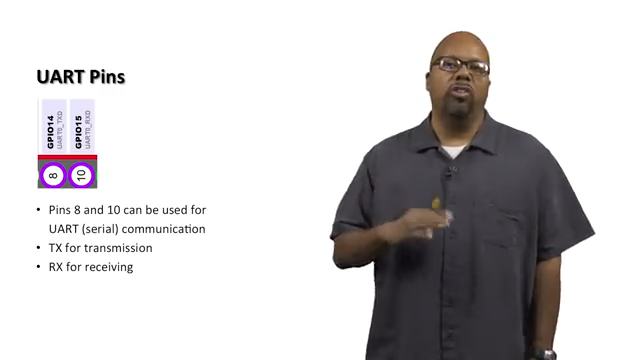 UART Pins
GPIO14
UART0_TXD
GPIO15
UART0_RXD
8
10
• Pins 8 and 10 can be used for
UART (serial) communication
• TX for transmission
• RX for receiving